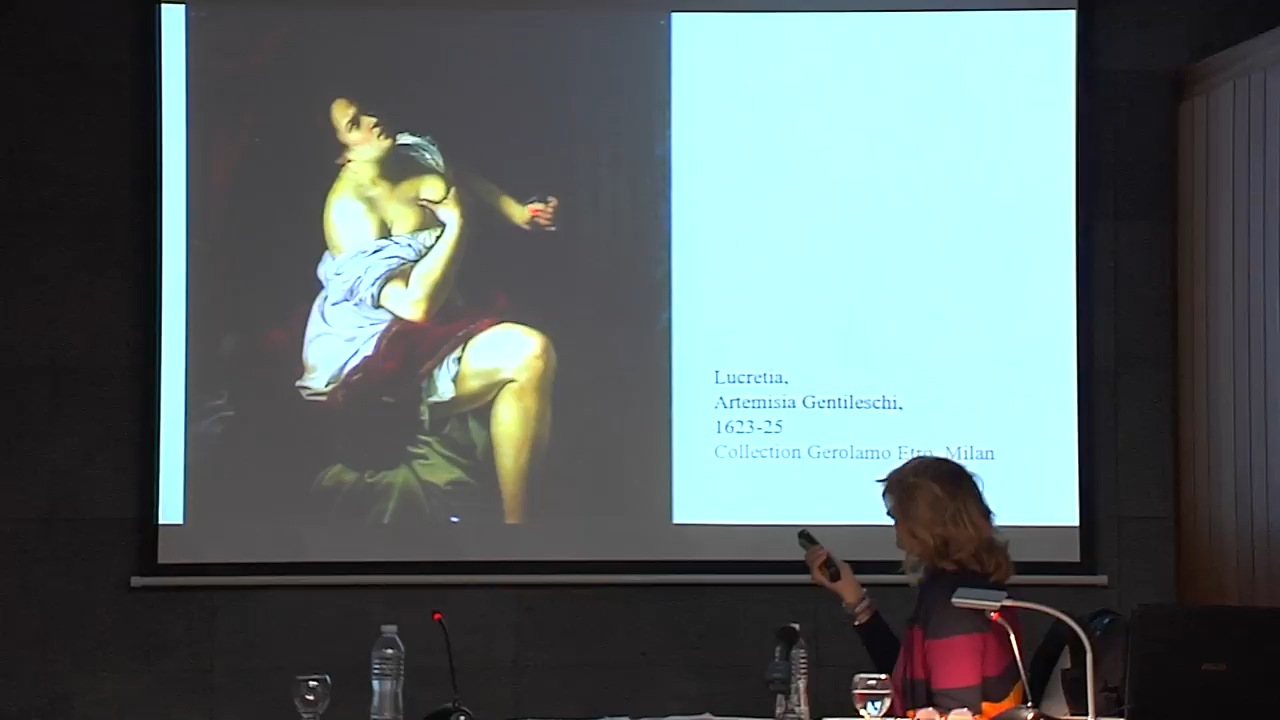 Lucretia,
Artemisia Gentileschi,
1623-25
Collection Gerolamo Etro, Milan